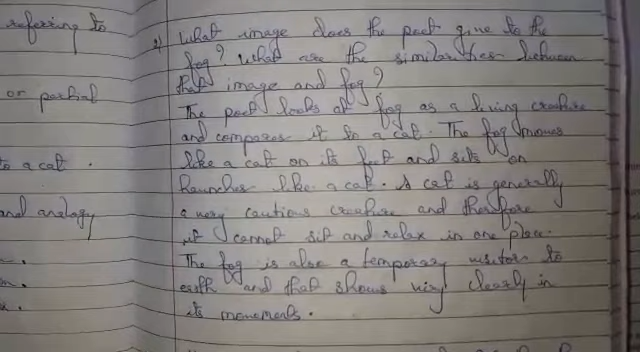 referring to
or partial
to a cat.
and analogy
2) What image does the poet give to the
fog? What are the similarities between
that image and fog?
The poet looks at fog as a living creature
and compares it to a cat. The fog moves
like a cat on its feet and sits on
haunches like a cat. A cat is generally
a very cautious creature and therefore
it cannot sit and relax in one place.
The fog is also a temporary visitor to
earth and that shows very clearly in
its movements.